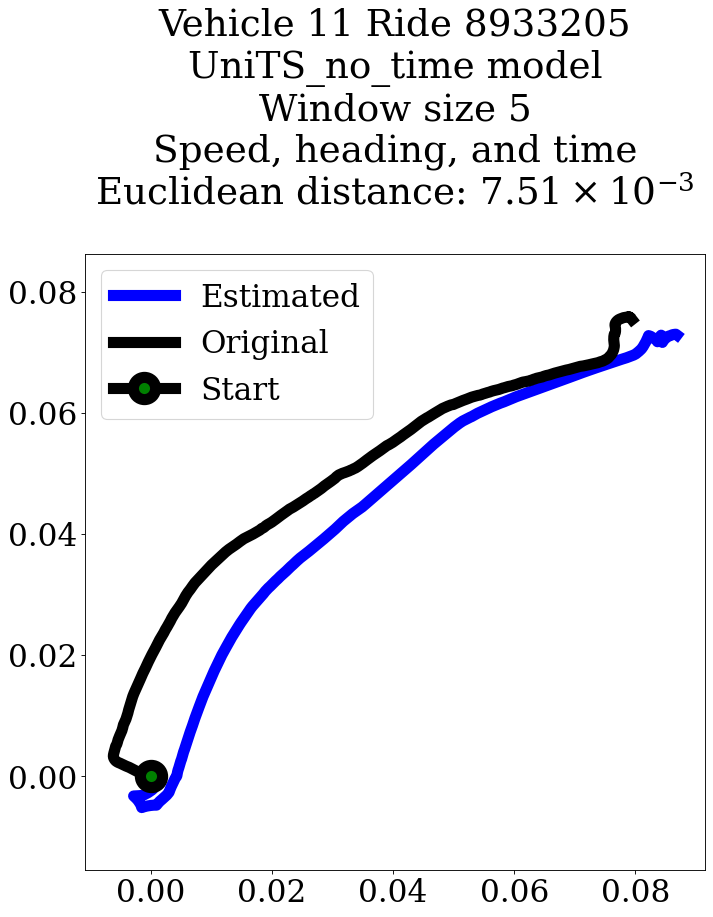 Vehicle 11 Ride 8933205
UniTS_no_time model
Window size 5
Speed, heading, and time
Euclidean distance: 7.51 × 10⁻³
Estimated
Original
Start
0.08
0.06
0.04
0.02
0.00
0.00 0.02 0.04 0.06 0.08